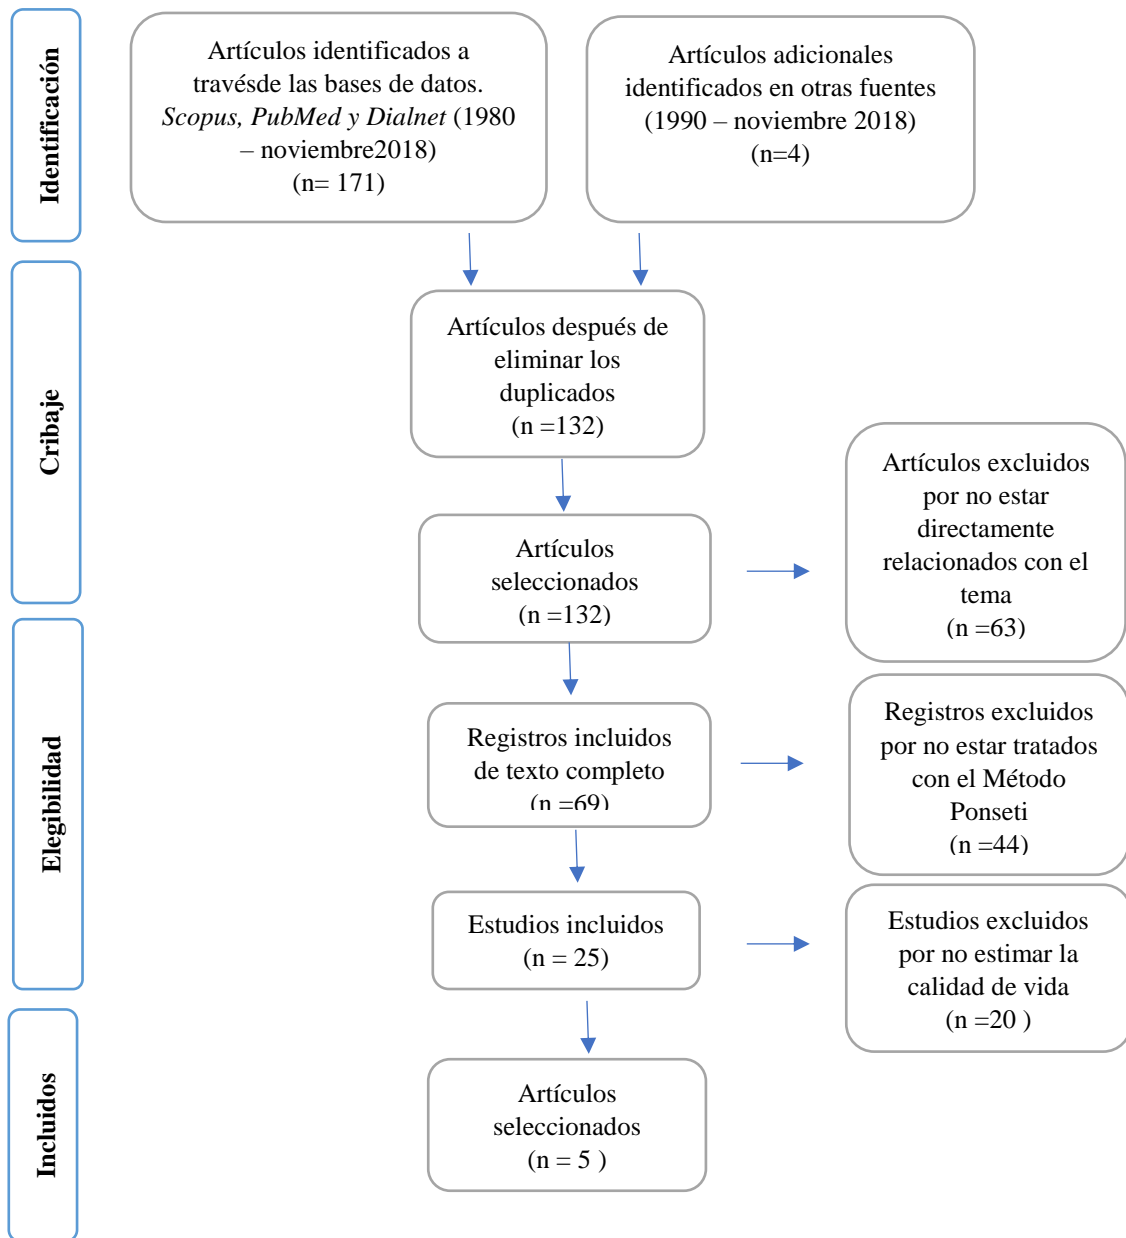 Identificación
Artículos identificados a
travésde las bases de datos.
Scopus, PubMed y Dialnet (1980
– noviembre2018)
(n= 171)
Artículos adicionales
identificados en otras fuentes
(1990 – noviembre 2018)
(n=4)
Cribaje
Artículos después de
eliminar los
duplicados
(n =132)
Artículos
seleccionados
(n =132)
Artículos excluidos
por no estar
directamente
relacionados con el
tema
(n =63)
Elegibilidad
Registros incluidos
de texto completo
(n =69)
Registros excluidos
por no estar tratados
con el Método
Ponseti
(n =44)
Estudios incluidos
(n = 25)
Estudios excluidos
por no estimar la
calidad de vida
(n =20 )
Incluidos
Artículos
seleccionados
(n = 5 )